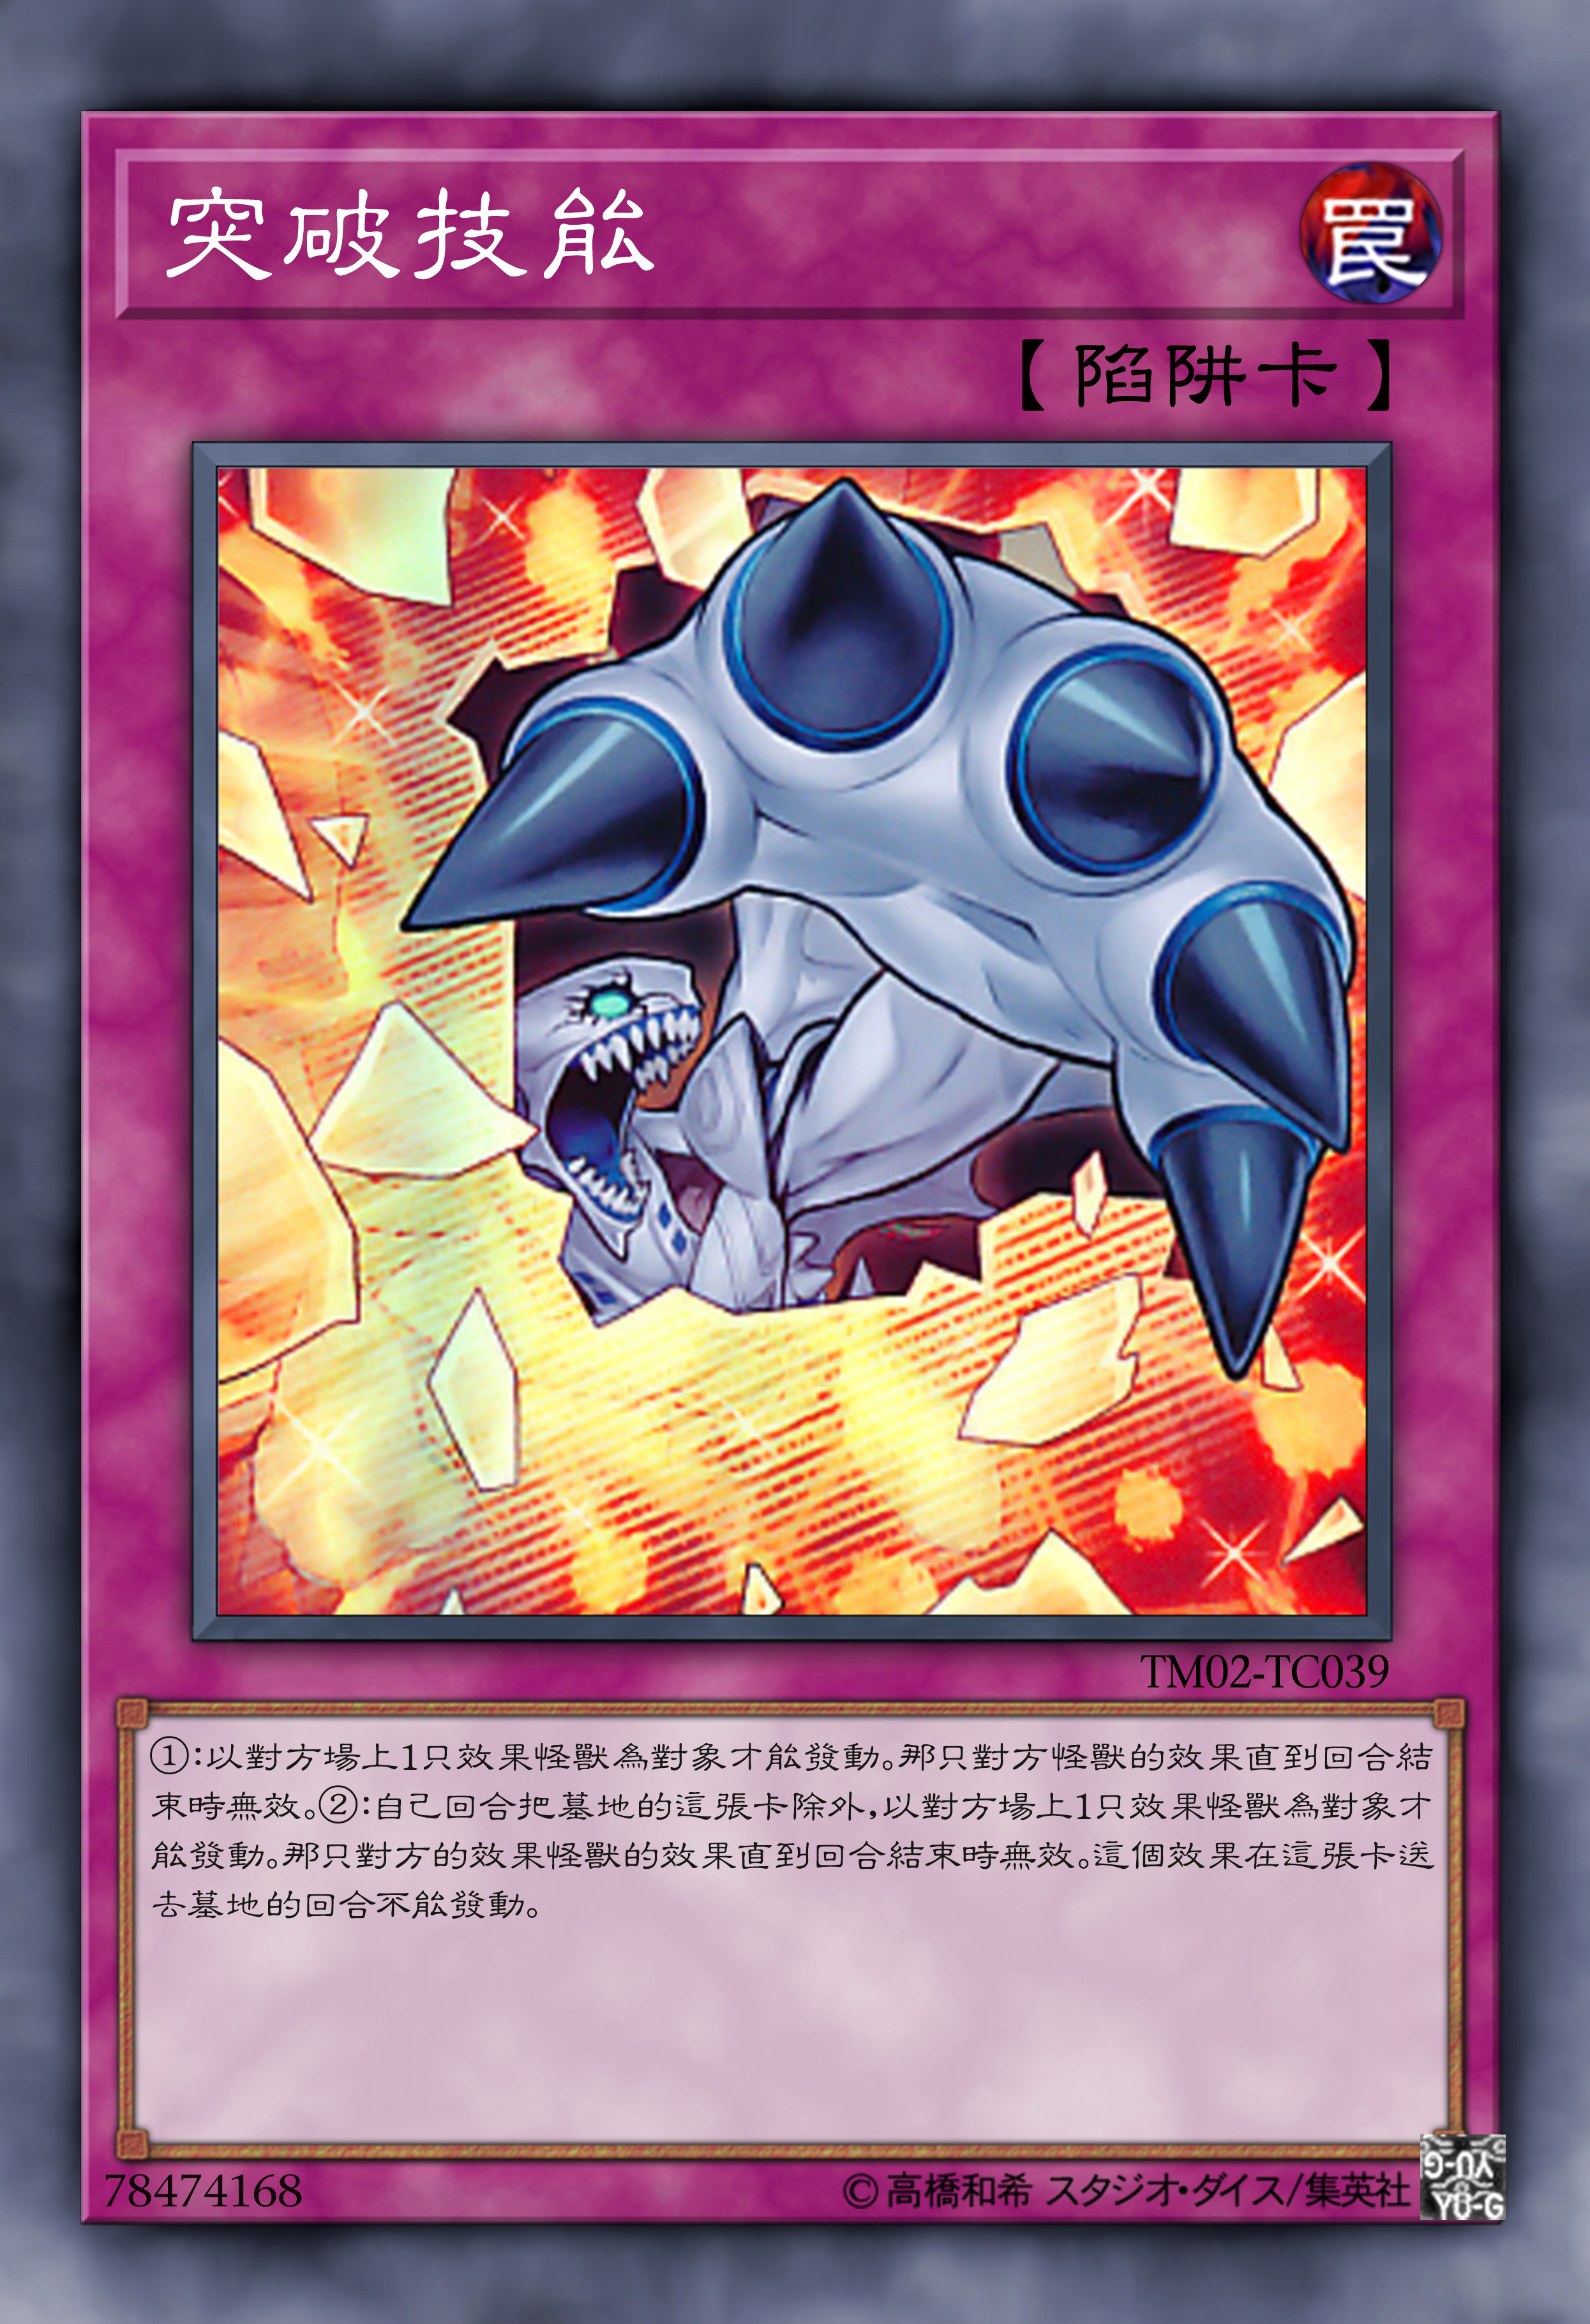 突破技能
罠
【陷阱卡】
TM02-TC039
①:以對方場上1只效果怪獸為對象才能發動。那只對方怪獸的效果直到回合結
束時無效。②:自己回合把墓地的這張卡除外,以對方場上1只效果怪獸為對象才
能發動。那只對方的效果怪獸的效果直到回合結束時無效。這個效果在這張卡送
去墓地的回合不能發動。
78474168
©高橋和希 スタジオ・ダイス/集英社
YU-G
YU-G